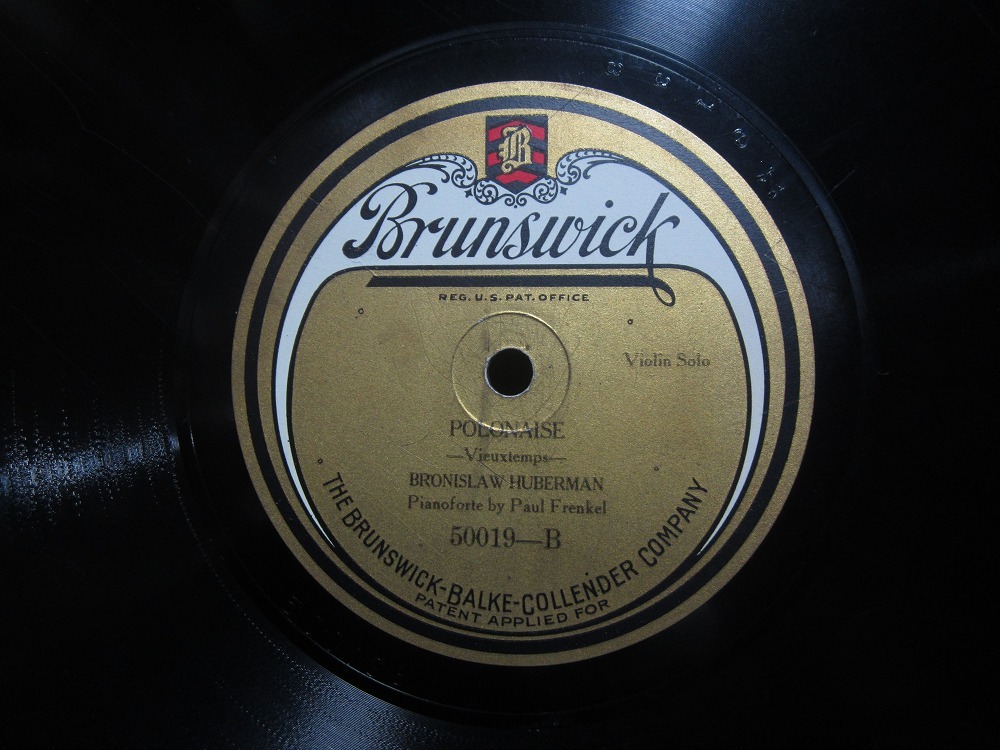 B
Brunswick
REG. U.S. PAT. OFFICE
Violin Solo
POLONAISE
—Vieuxtemps—
BRONISLAW HUBERMAN
Pianoforte by Paul Frenkel
50019—B
THE BRUNSWICK-BALKE-COLLENDER COMPANY
PATENT APPLIED FOR